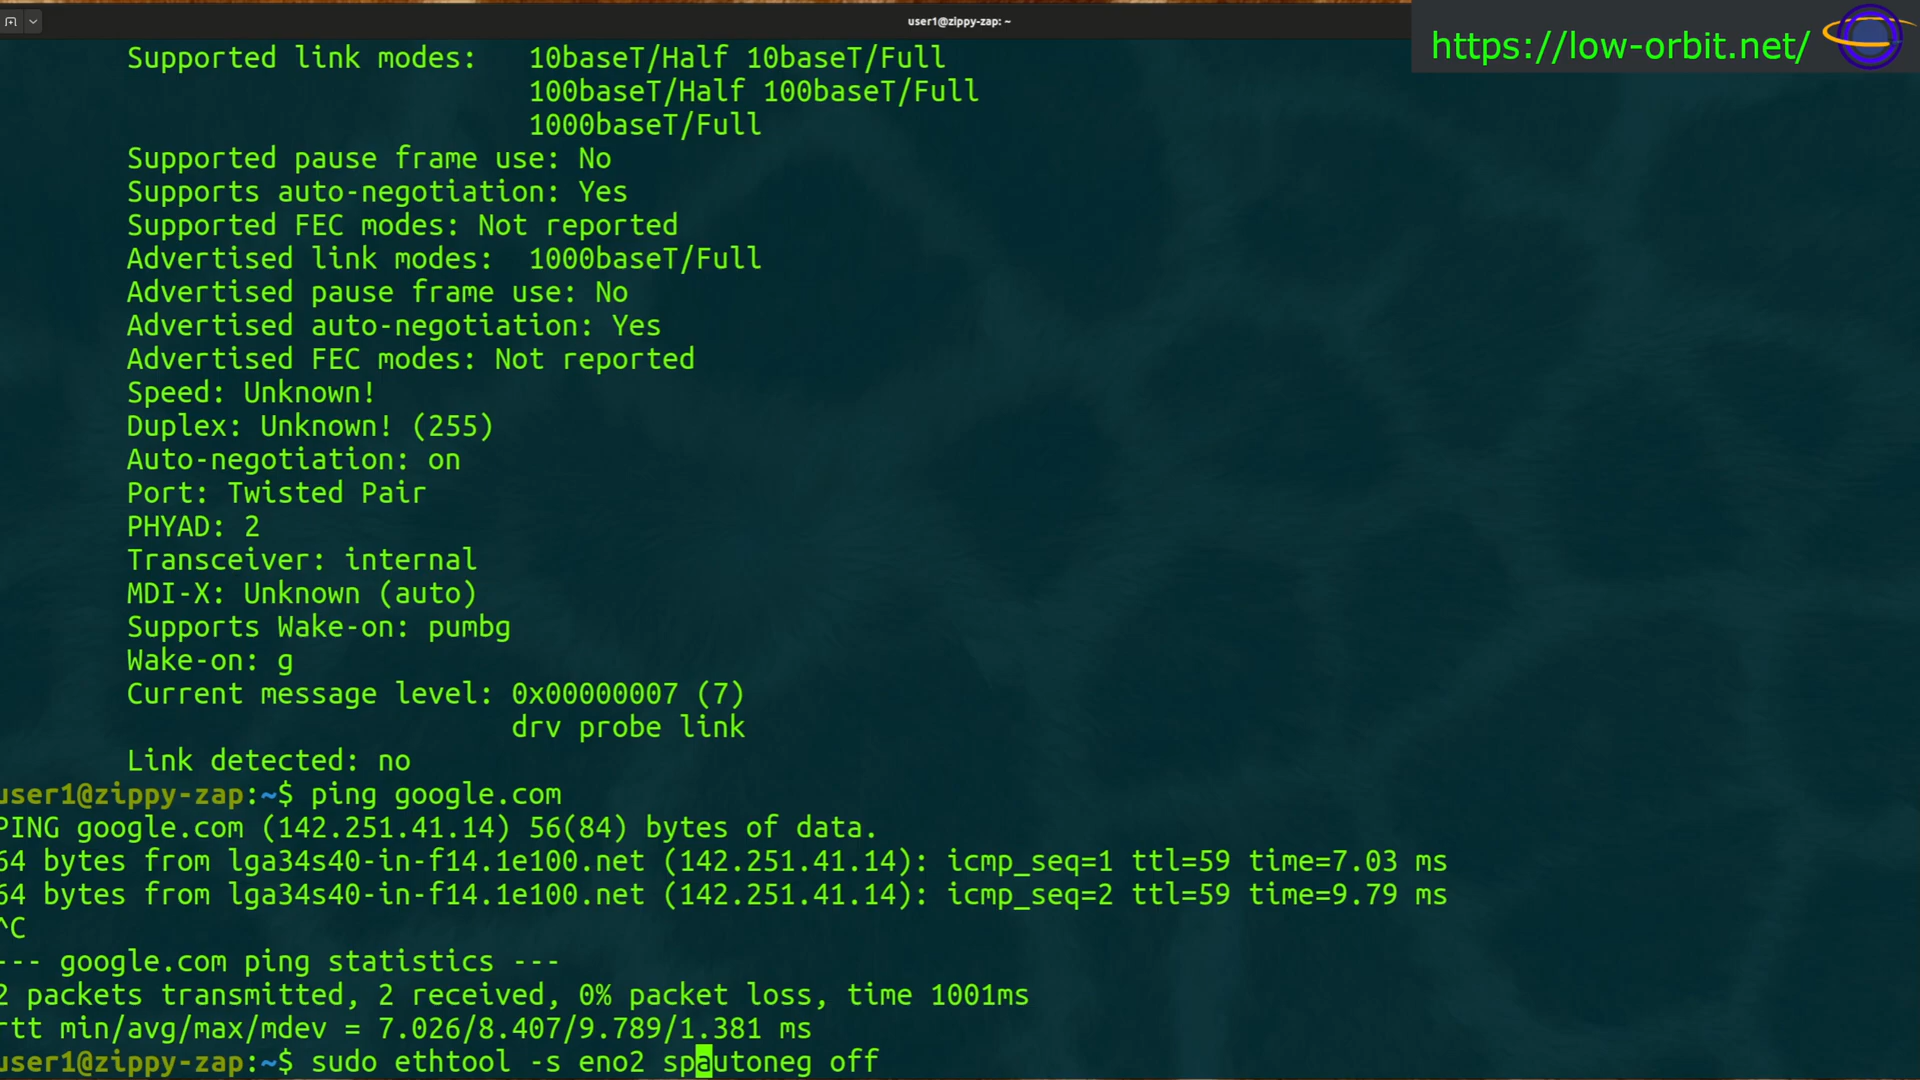 user1@zippy-zap: ~
https://low-orbit.net/
Supported link modes:   10baseT/Half 10baseT/Full
100baseT/Half 100baseT/Full
1000baseT/Full
Supported pause frame use: No
Supports auto-negotiation: Yes
Supported FEC modes: Not reported
Advertised link modes:  1000baseT/Full
Advertised pause frame use: No
Advertised auto-negotiation: Yes
Advertised FEC modes: Not reported
Speed: Unknown!
Duplex: Unknown! (255)
Auto-negotiation: on
Port: Twisted Pair
PHYAD: 2
Transceiver: internal
MDI-X: Unknown (auto)
Supports Wake-on: pumbg
Wake-on: g
Current message level: 0x00000007 (7)
drv probe link
Link detected: no
user1@zippy-zap:~$ ping google.com
PING google.com (142.251.41.14) 56(84) bytes of data.
64 bytes from lga34s40-in-f14.1e100.net (142.251.41.14): icmp_seq=1 ttl=59 time=7.03 ms
64 bytes from lga34s40-in-f14.1e100.net (142.251.41.14): icmp_seq=2 ttl=59 time=9.79 ms
^C
--- google.com ping statistics ---
2 packets transmitted, 2 received, 0% packet loss, time 1001ms
rtt min/avg/max/mdev = 7.026/8.407/9.789/1.381 ms
user1@zippy-zap:~$ sudo ethtool -s eno2 spautoneg off